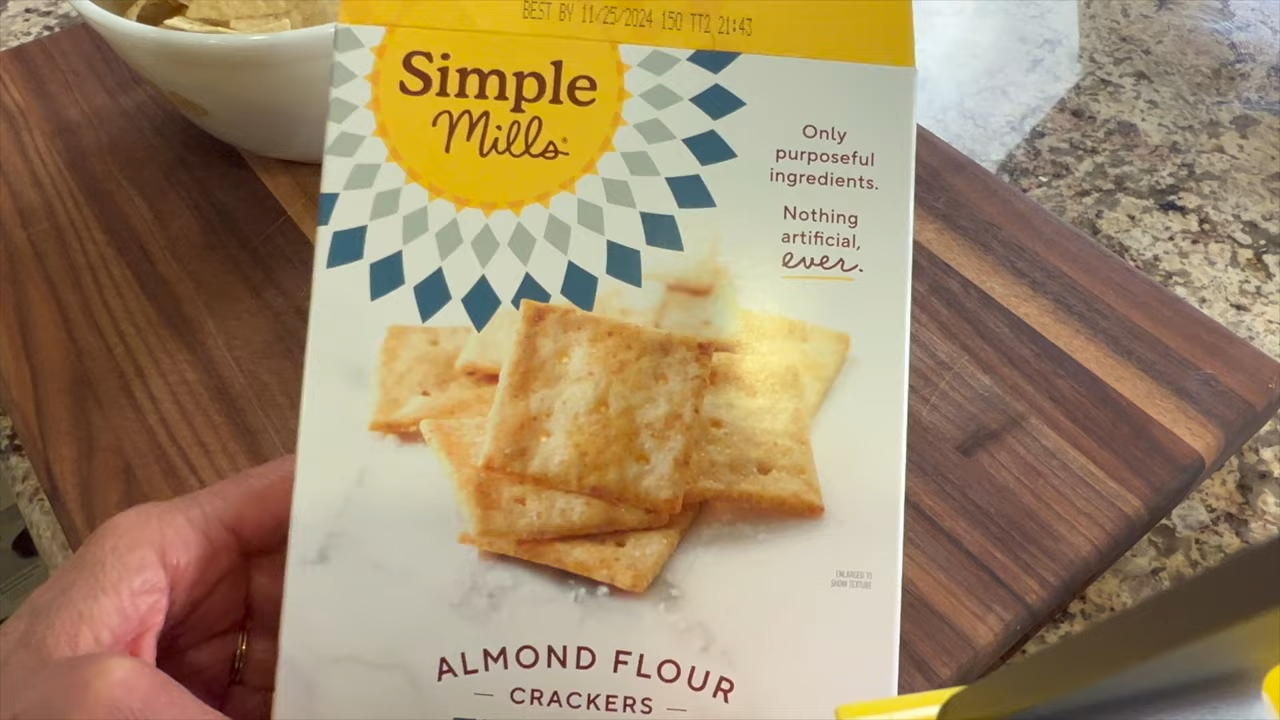 BEST BY 11/25/2024 150 TT2 21:43
Simple
Mills®
Only
purposeful
ingredients.
Nothing
artificial,
ever.
ENLARGED TO
SHOW TEXTURE
ALMOND FLOUR
— CRACKERS —